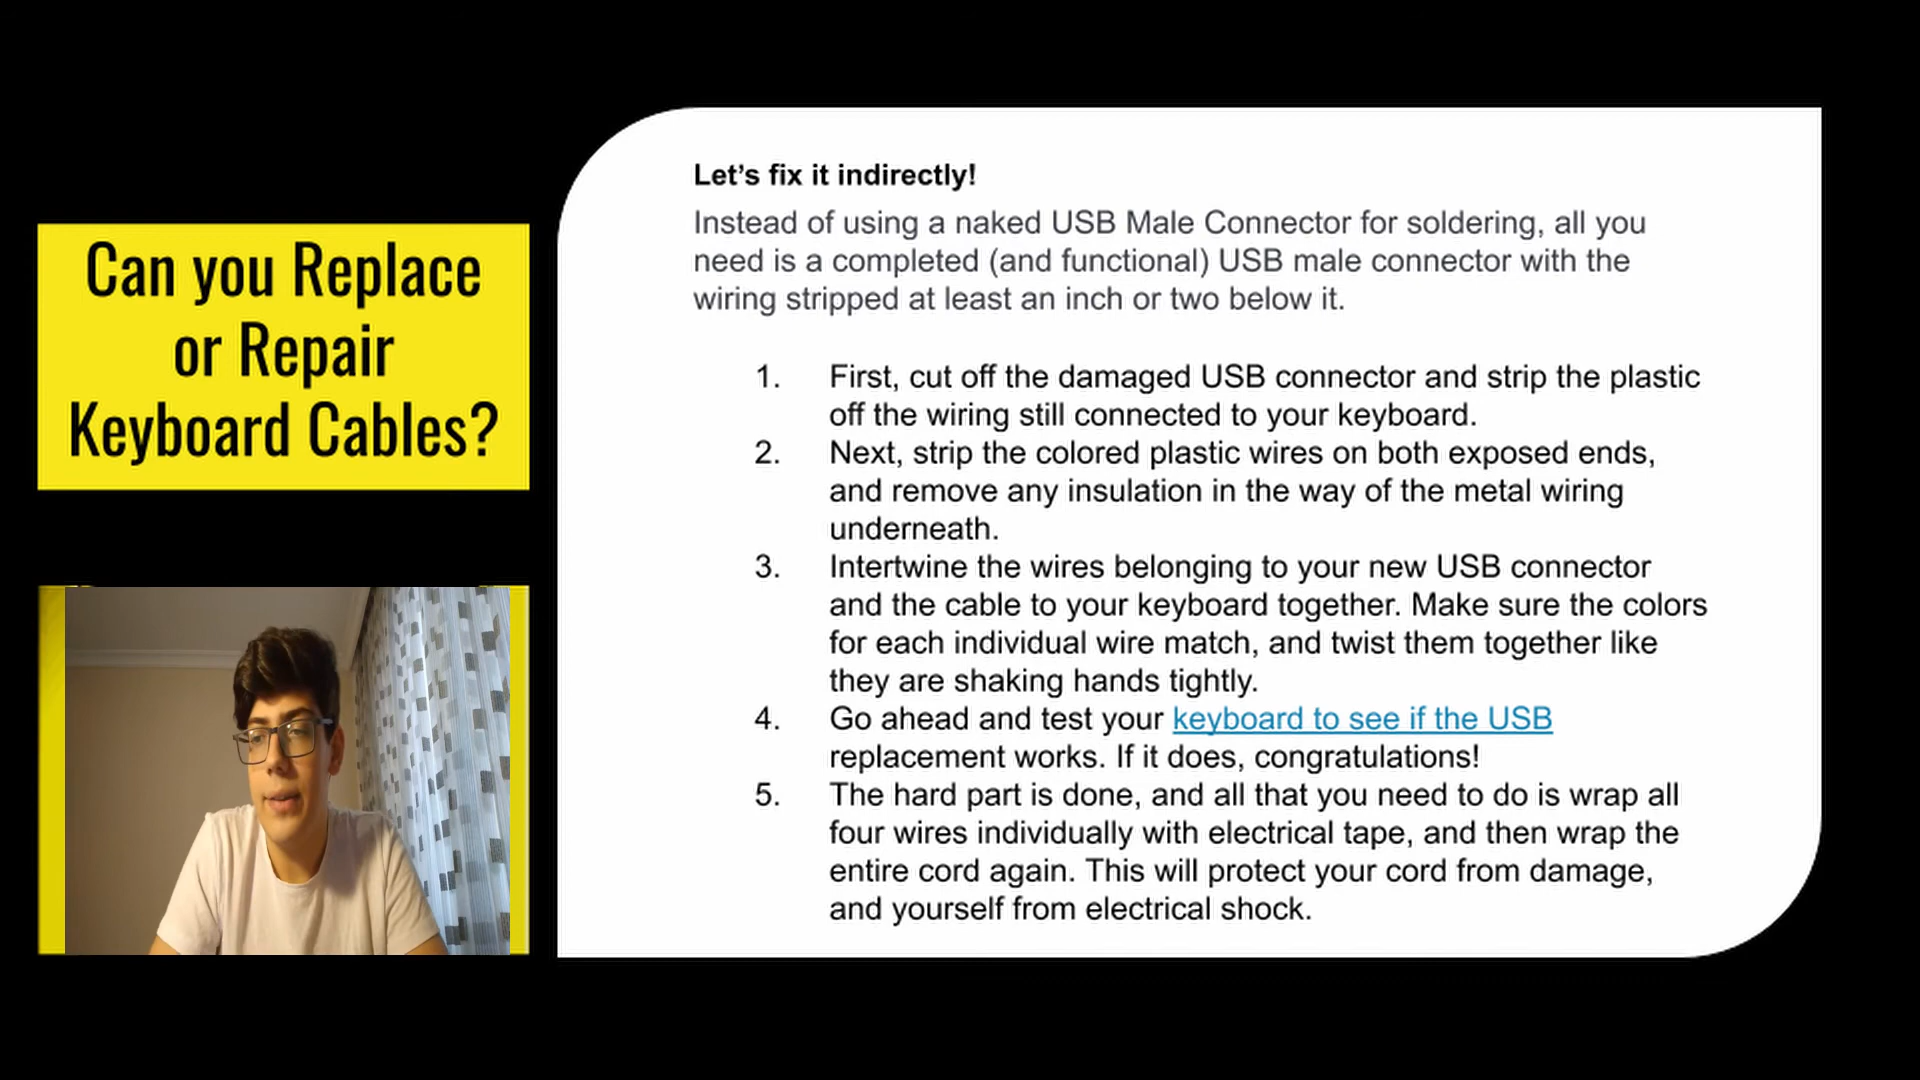 Can you Replace
or Repair
Keyboard Cables?
Let’s fix it indirectly!
Instead of using a naked USB Male Connector for soldering, all you
need is a completed (and functional) USB male connector with the
wiring stripped at least an inch or two below it.
1. First, cut off the damaged USB connector and strip the plastic
off the wiring still connected to your keyboard.
2. Next, strip the colored plastic wires on both exposed ends,
and remove any insulation in the way of the metal wiring
underneath.
3. Intertwine the wires belonging to your new USB connector
and the cable to your keyboard together. Make sure the colors
for each individual wire match, and twist them together like
they are shaking hands tightly.
4. Go ahead and test your keyboard to see if the USB
replacement works. If it does, congratulations!
5. The hard part is done, and all that you need to do is wrap all
four wires individually with electrical tape, and then wrap the
entire cord again. This will protect your cord from damage,
and yourself from electrical shock.